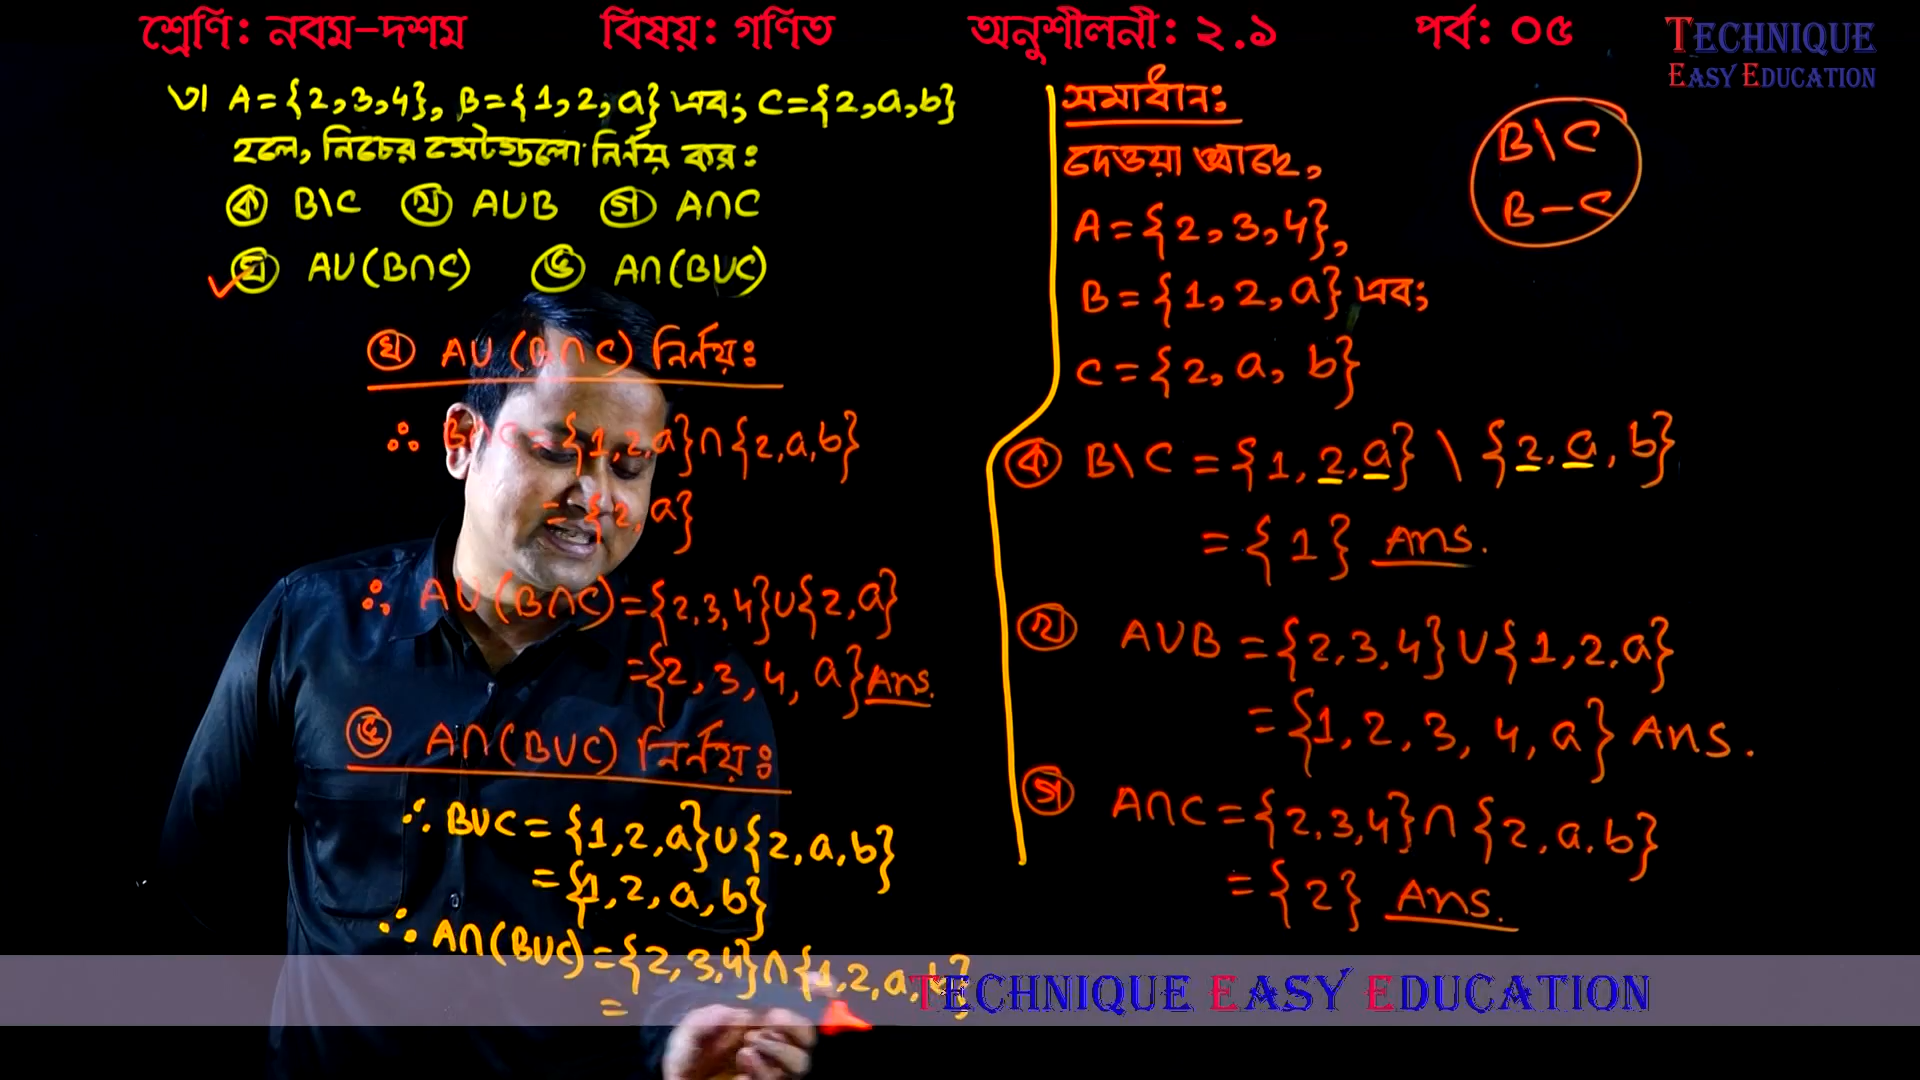 শ্রেণি: নবম-দশম বিষয়: গণিত অনুশীলনী: ২.১ পর্ব: ০৫
TECHNIQUE
EASY EDUCATION
৩। A={2,3,4}, B={1,2,a} এবং C={2,a,b}
হলে, নিচের সেটগুলো নির্ণয় কর:
ক B\C খ A∪B গ A∩C
ঘ A∪(B∩C) ঙ A∩(B∪C)
ঘ A∪(B∩C) নির্ণয়ঃ
∴ B∩C={1,2,a}∩{2,a,b}
={2,a}
∴ A∪(B∩C)={2,3,4}∪{2,a}
={2,3,4,a} Ans.
ঙ A∩(B∪C) নির্ণয়ঃ
∴ B∪C={1,2,a}∪{2,a,b}
={1,2,a,b}
∴ A∩(B∪C)={2,3,4}∩{1,2,a,b}
=
সমাধান:
দেওয়া আছে,
A={2,3,4},
B={1,2,a} এবং
C={2,a,b}
B\C
B-C
ক B\C={1,2,a}\{2,a,b}
={1} Ans.
খ A∪B={2,3,4}∪{1,2,a}
={1,2,3,4,a} Ans.
গ A∩C={2,3,4}∩{2,a,b}
={2} Ans.
TECHNIQUE EASY EDUCATION